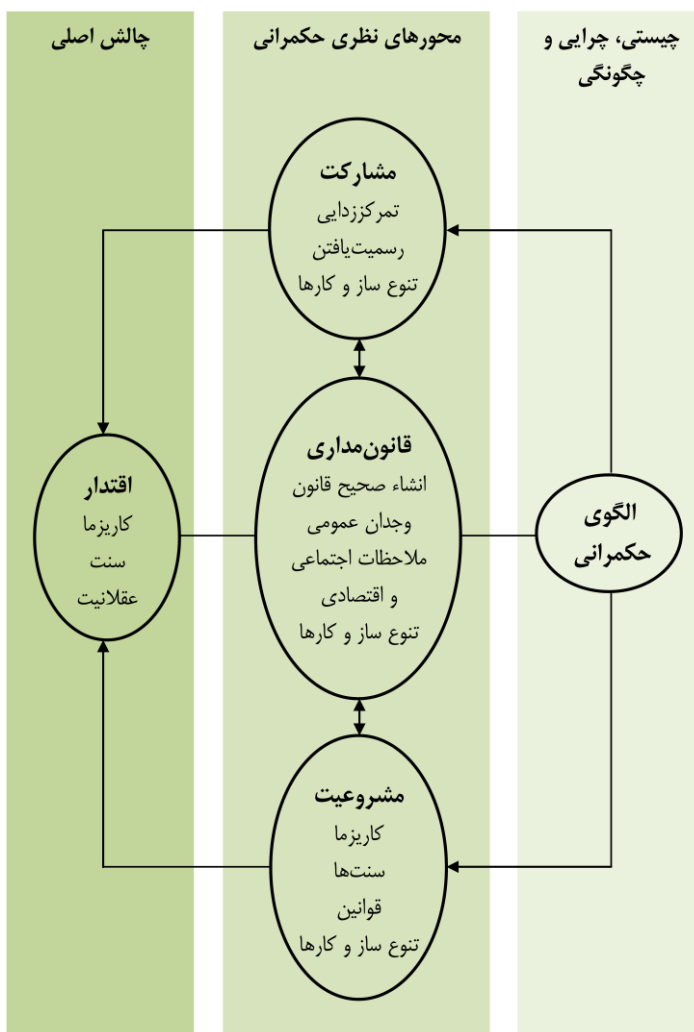 چیستی، چرایی و
چگونگی
محورهای نظری حکمرانی
چالش اصلی
الگوی
حکمرانی
مشارکت
تمرکززدایی
رسمیت‌یافتن
تنوع ساز و کارها
قانون‌مداری
انشاء صحیح قانون
وجدان عمومی
ملاحظات اجتماعی
و اقتصادی
تنوع ساز و کارها
مشروعیت
کاریزما
سنت‌ها
قوانین
تنوع ساز و کارها
اقتدار
کاریزما
سنت
عقلانیت